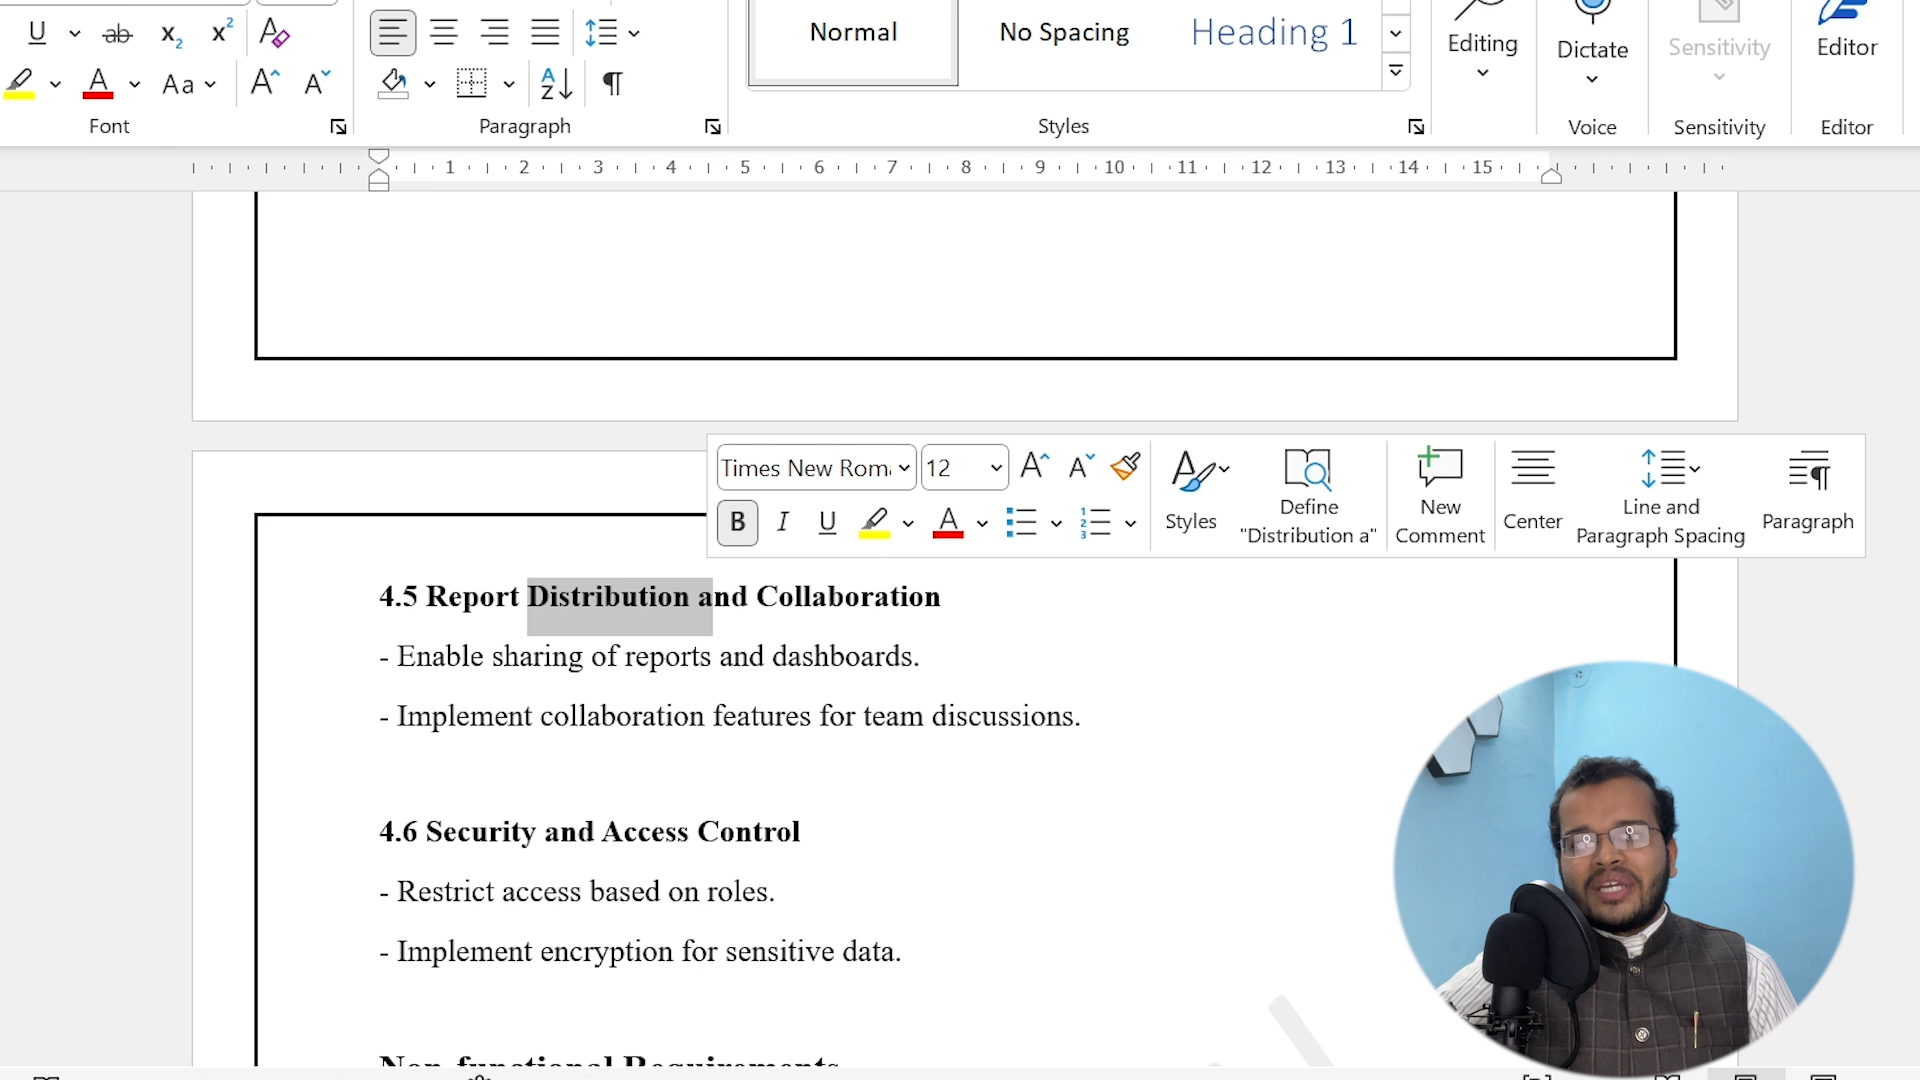 Normal
No Spacing
Heading 1
Editing
Dictate
Sensitivity
Editor
Aa
Font
Paragraph
Styles
Voice
Sensitivity
Editor
1 2 3 4 5 6 7 8 9 10 11 12 13 14 15
Times New Rom
12
B I U
Styles
Define
"Distribution a"
New
Comment
Center
Line and
Paragraph Spacing
Paragraph
4.5 Report Distribution and Collaboration
- Enable sharing of reports and dashboards.
- Implement collaboration features for team discussions.
4.6 Security and Access Control
- Restrict access based on roles.
- Implement encryption for sensitive data.
Non-functional Requirements